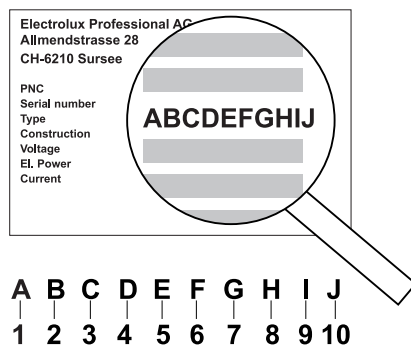 Electrolux Professional AG
Allmendstrasse 28
CH-6210 Sursee
PNC
Serial number
Type
Construction
Voltage
El. Power
Current
ABCDEFGHIJ
A B C D E F G H I J
1 2 3 4 5 6 7 8 9 10